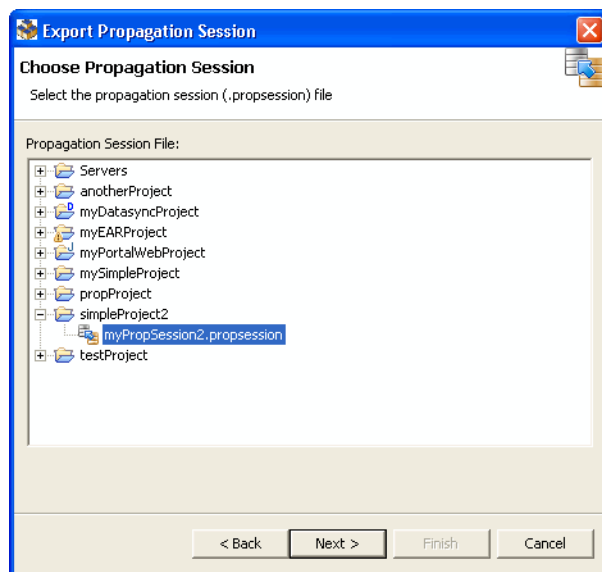 Export Propagation Session
Choose Propagation Session
Select the propagation session (.propsession) file
Propagation Session File:
Servers
anotherProject
myDatasyncProject
myEARProject
myPortalWebProject
mySimpleProject
propProject
simpleProject2
myPropSession2.propsession
testProject
< Back Next > Finish Cancel